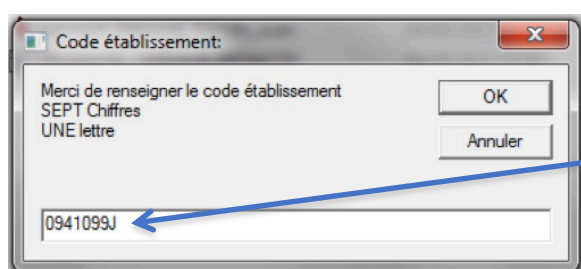 Code établissement:
Merci de renseigner le code établissement
SEPT Chiffres
UNE lettre
OK
Annuler
0941099J